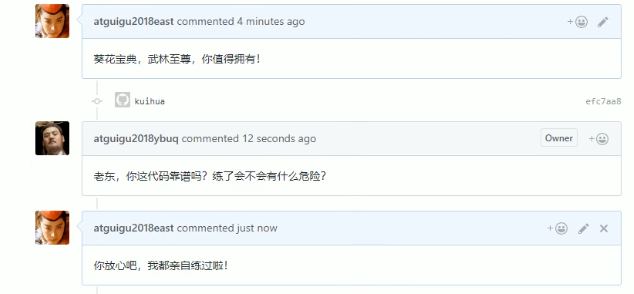 atguigu2018east commented 4 minutes ago
葵花宝典，武林至尊，你值得拥有！
kuihua efc7aa8
atguigu2018ybuq commented 12 seconds ago Owner
老东，你这代码靠谱吗？练了会不会有什么危险？
atguigu2018east commented just now
你放心吧，我都亲自练过啦！